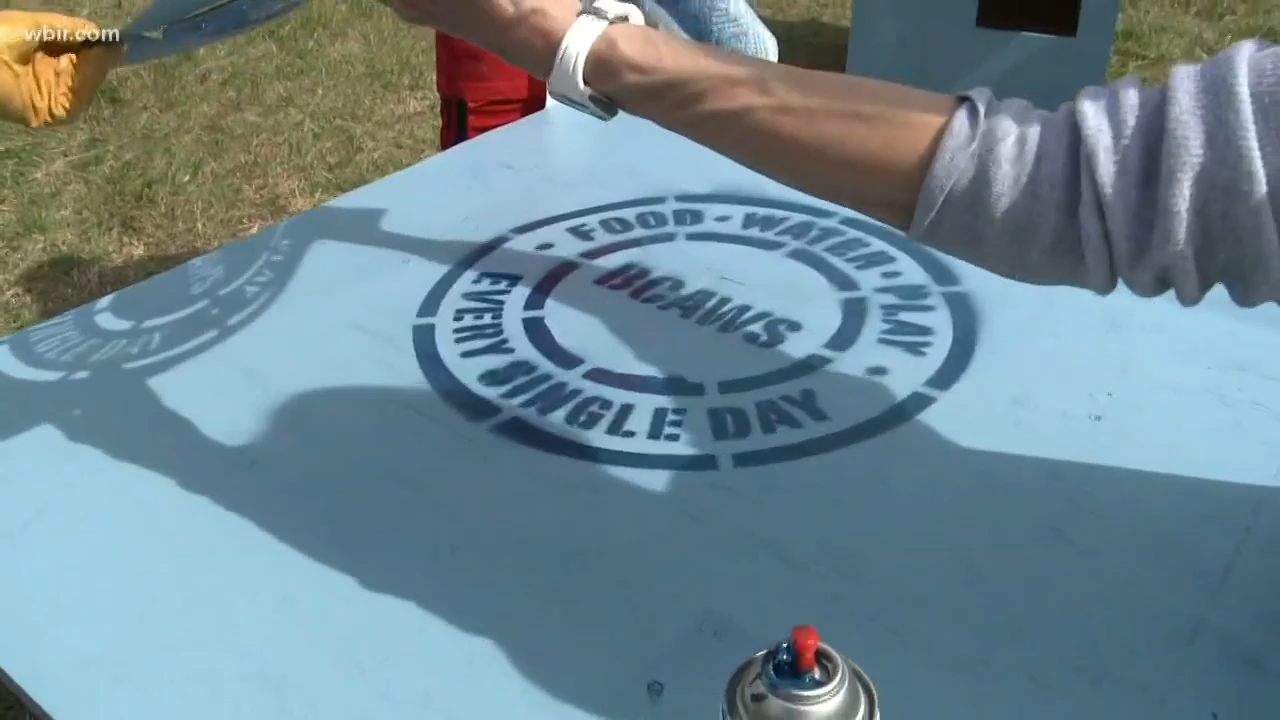 wbir.com
• FOOD • WATER • PLAY •
BCAWS
EVERY SINGLE DAY